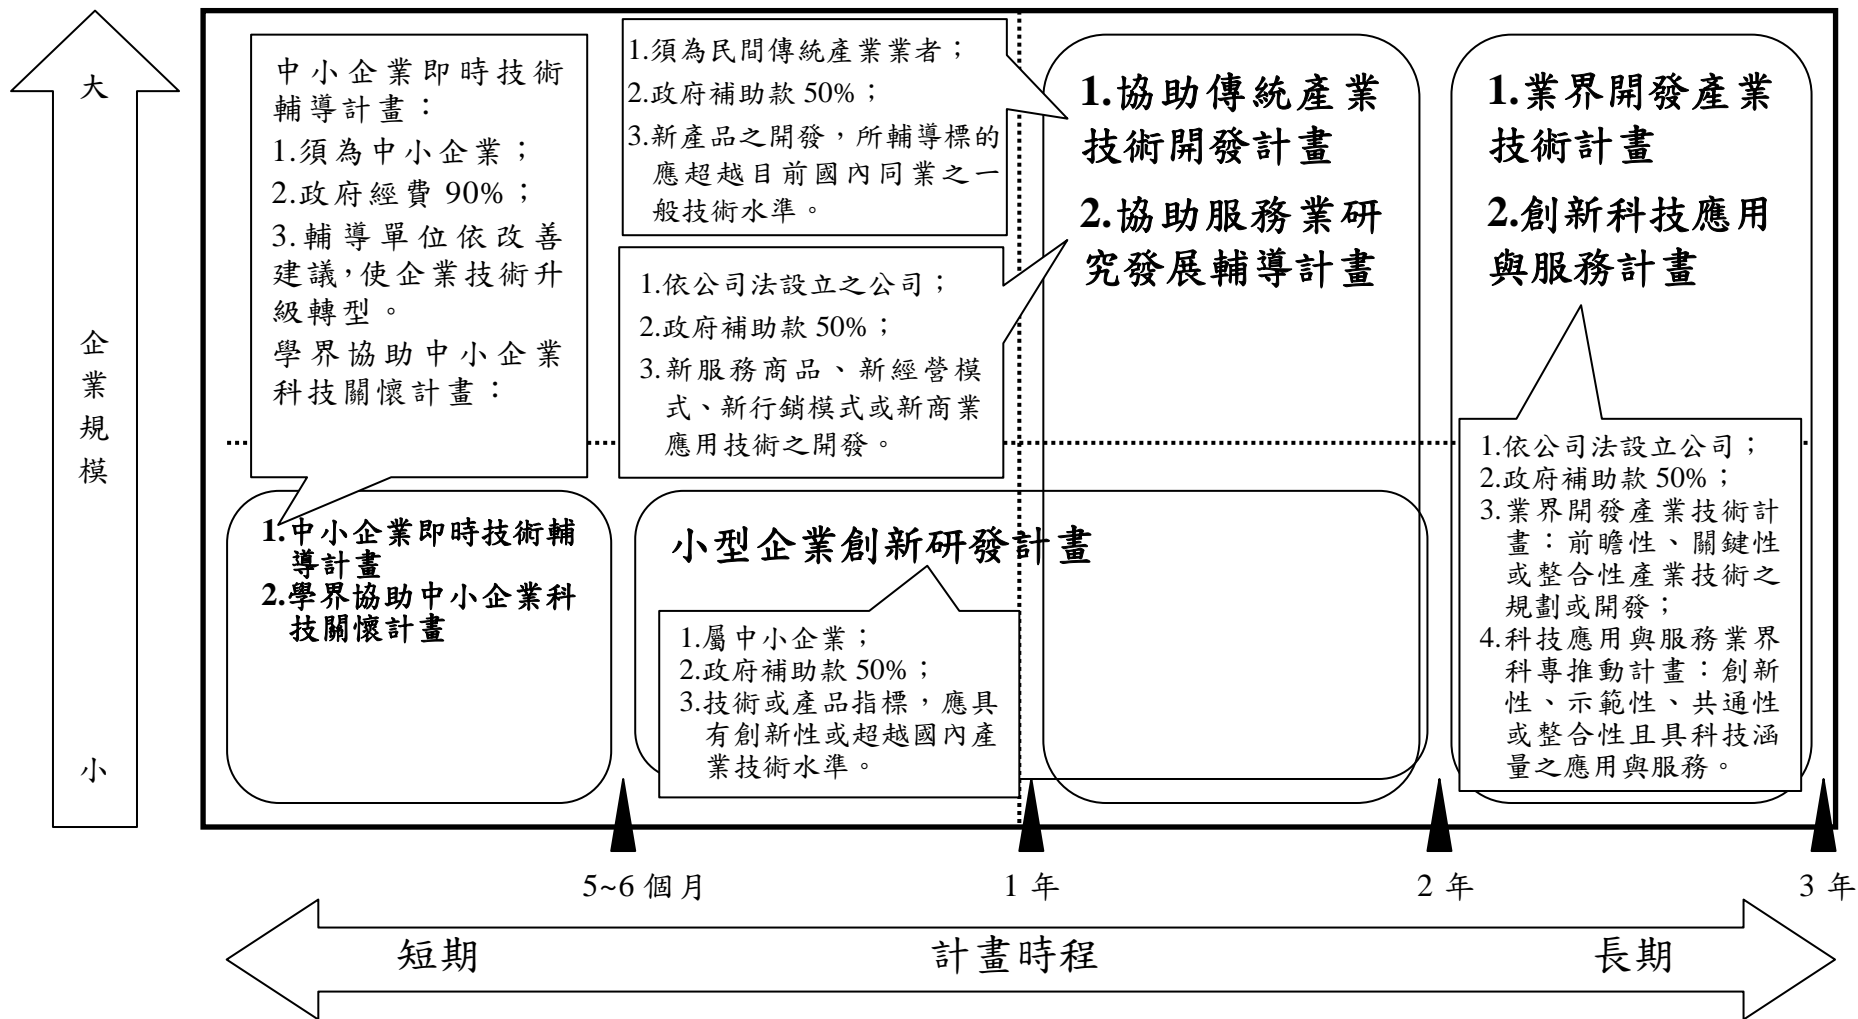 大
企
業
規
模
小
中小企業即時技術
輔導計畫：
1.須為中小企業；
2.政府經費 90%；
3.輔導單位依改善
建議，使企業技術升
級轉型。
學界協助中小企業
科技關懷計畫：
1.須為民間傳統產業業者；
2.政府補助款 50%；
3.新產品之開發，所輔導標的
應超越目前國內同業之一
般技術水準。
1.依公司法設立之公司；
2.政府補助款 50%；
3.新服務商品、新經營模
式、新行銷模式或新商業
應用技術之開發。
1.協助傳統產業
技術開發計畫
2.協助服務業研
究發展輔導計畫
1.業界開發產業
技術計畫
2.創新科技應用
與服務計畫
1.依公司法設立公司；
2.政府補助款 50%；
3.業界開發產業技術計
畫：前瞻性、關鍵性
或整合性產業技術之
規劃或開發；
4.科技應用與服務業界
科專推動計畫：創新
性、示範性、共通性
或整合性且具科技涵
量之應用與服務。
1.中小企業即時技術輔
導計畫
2.學界協助中小企業科
技關懷計畫
小型企業創新研發計畫
1.屬中小企業；
2.政府補助款 50%；
3.技術或產品指標，應具
有創新性或超越國內產
業技術水準。
5~6 個月
1 年
2 年
3 年
短期
計畫時程
長期